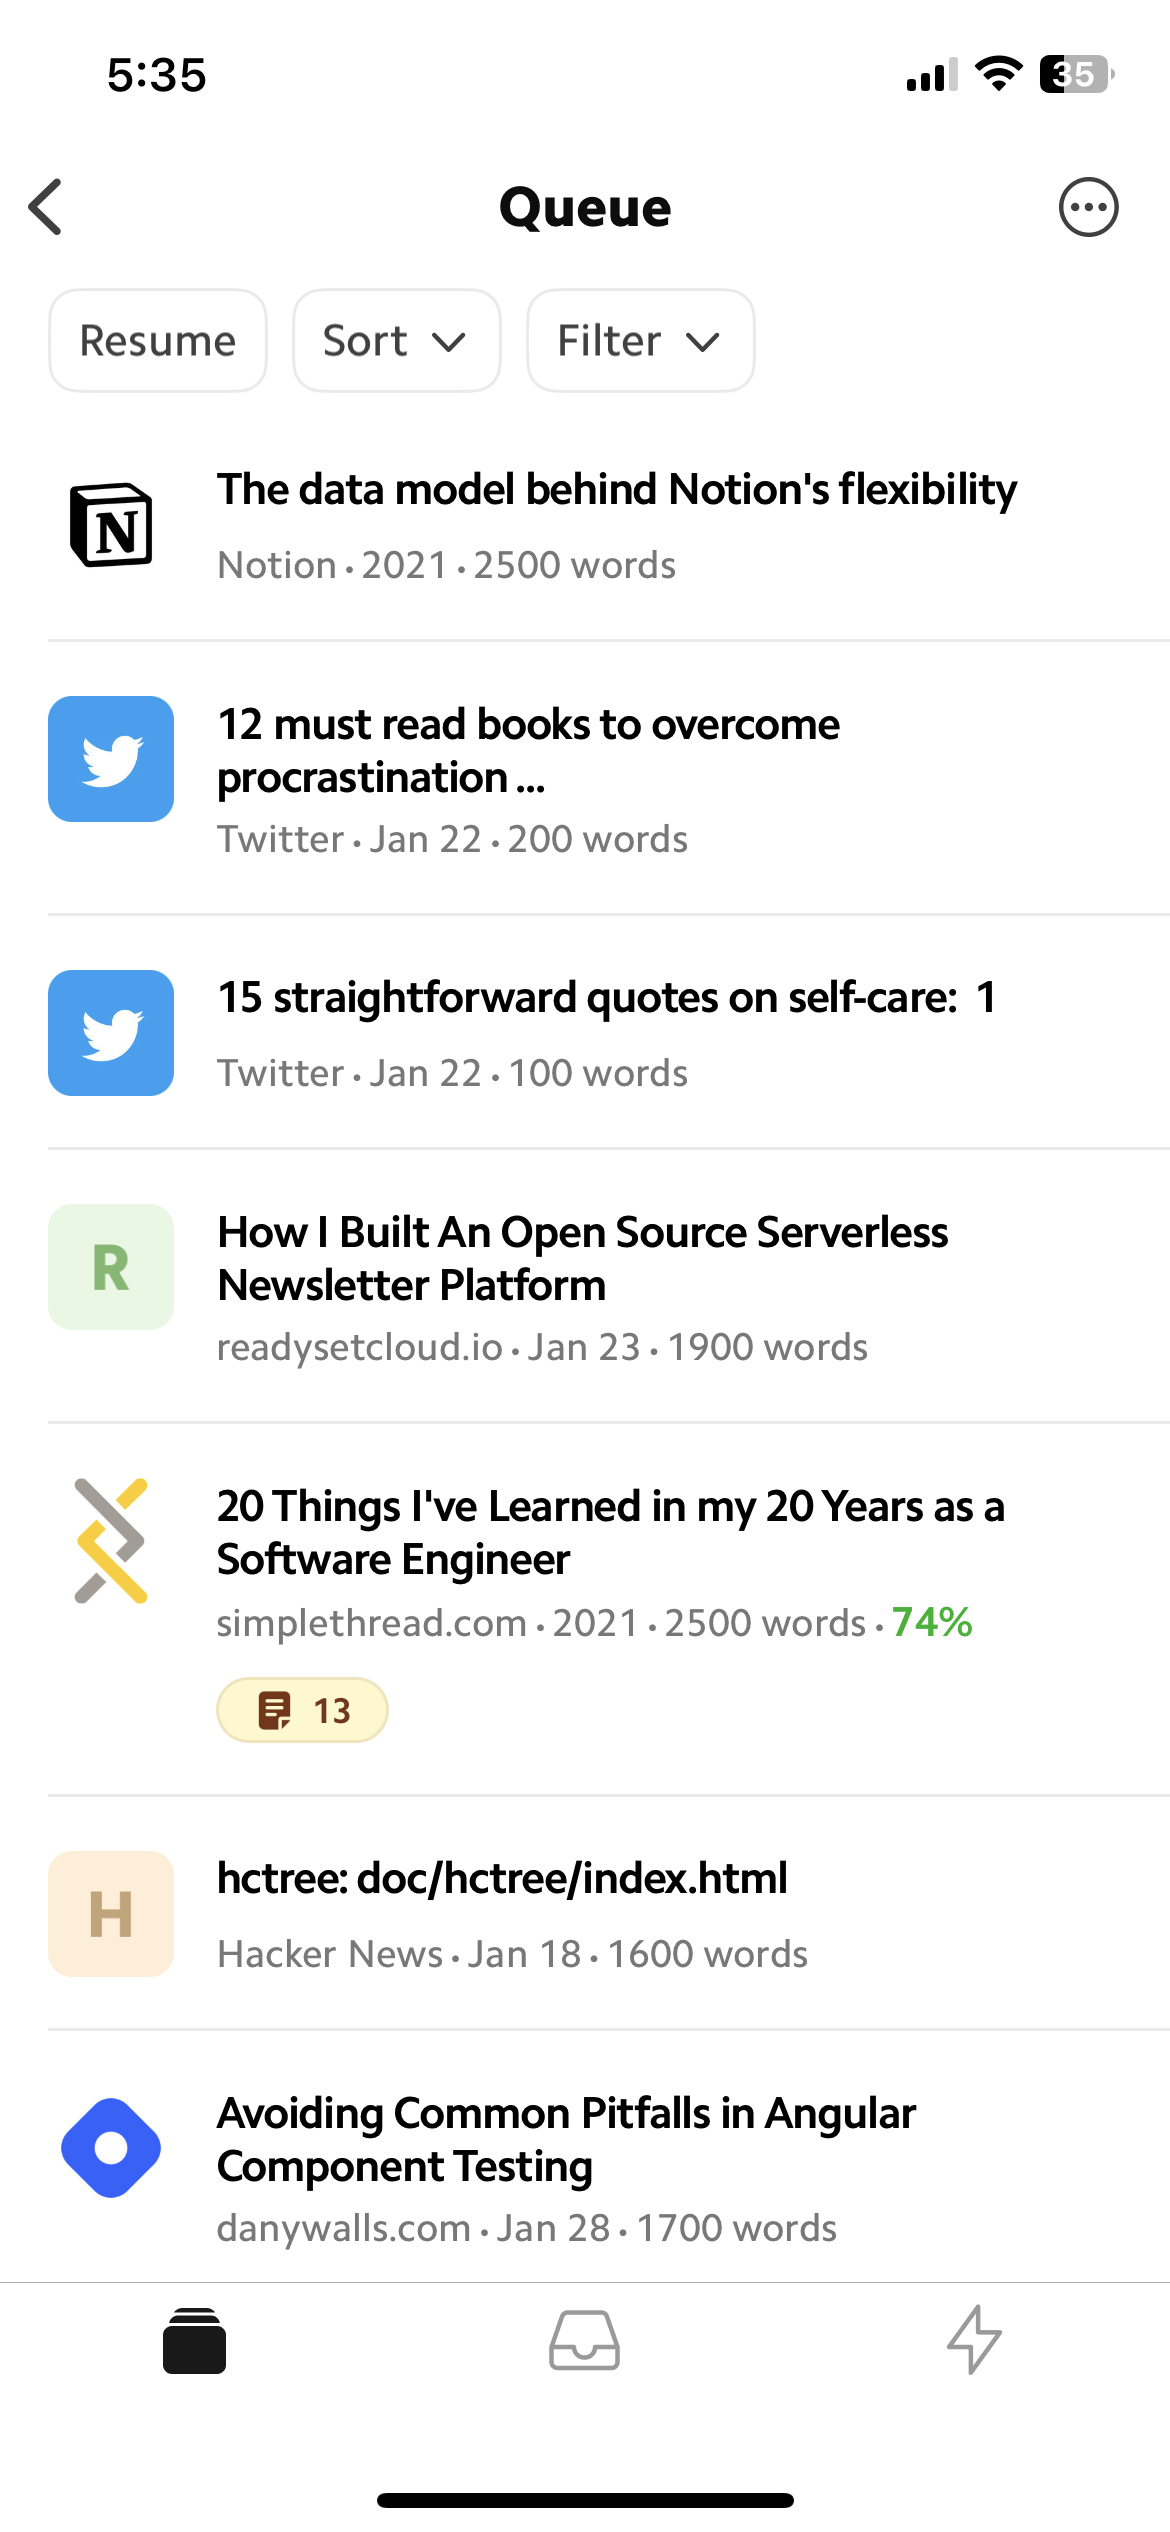 5:35
35
Queue
Resume
Sort
Filter
N
The data model behind Notion's flexibility
Notion · 2021 · 2500 words
12 must read books to overcome
procrastination ...
Twitter · Jan 22 · 200 words
15 straightforward quotes on self-care:  1
Twitter · Jan 22 · 100 words
R
How I Built An Open Source Serverless
Newsletter Platform
readysetcloud.io · Jan 23 · 1900 words
20 Things I've Learned in my 20 Years as a
Software Engineer
simplethread.com · 2021 · 2500 words · 74%
13
H
hctree: doc/hctree/index.html
Hacker News · Jan 18 · 1600 words
Avoiding Common Pitfalls in Angular
Component Testing
danywalls.com · Jan 28 · 1700 words